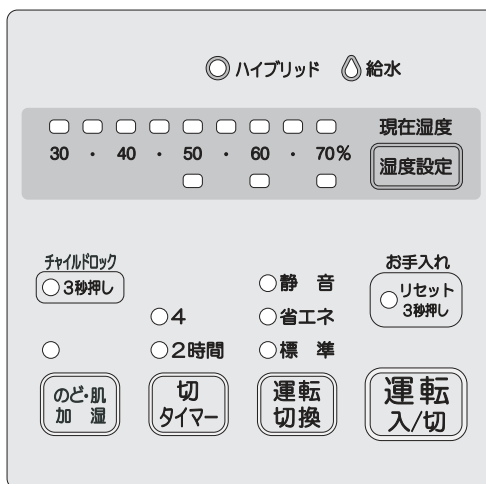 ハイブリッド 給水
現在湿度
30 · 40 · 50 · 60 · 70%
湿度設定
チャイルドロック
3秒押し
お手入れ
リセット
3秒押し
静 音
4
省エネ
2時間
標 準
のど·肌
加 湿
切
タイマー
運転
切換
運転
入/切